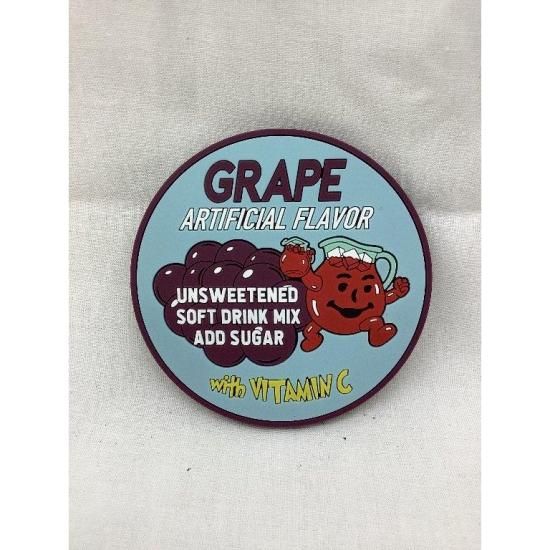 GRAPE
ARTIFICIAL FLAVOR
UNSWEETENED
SOFT DRINK MIX
ADD SUGAR
with VITAMIN C